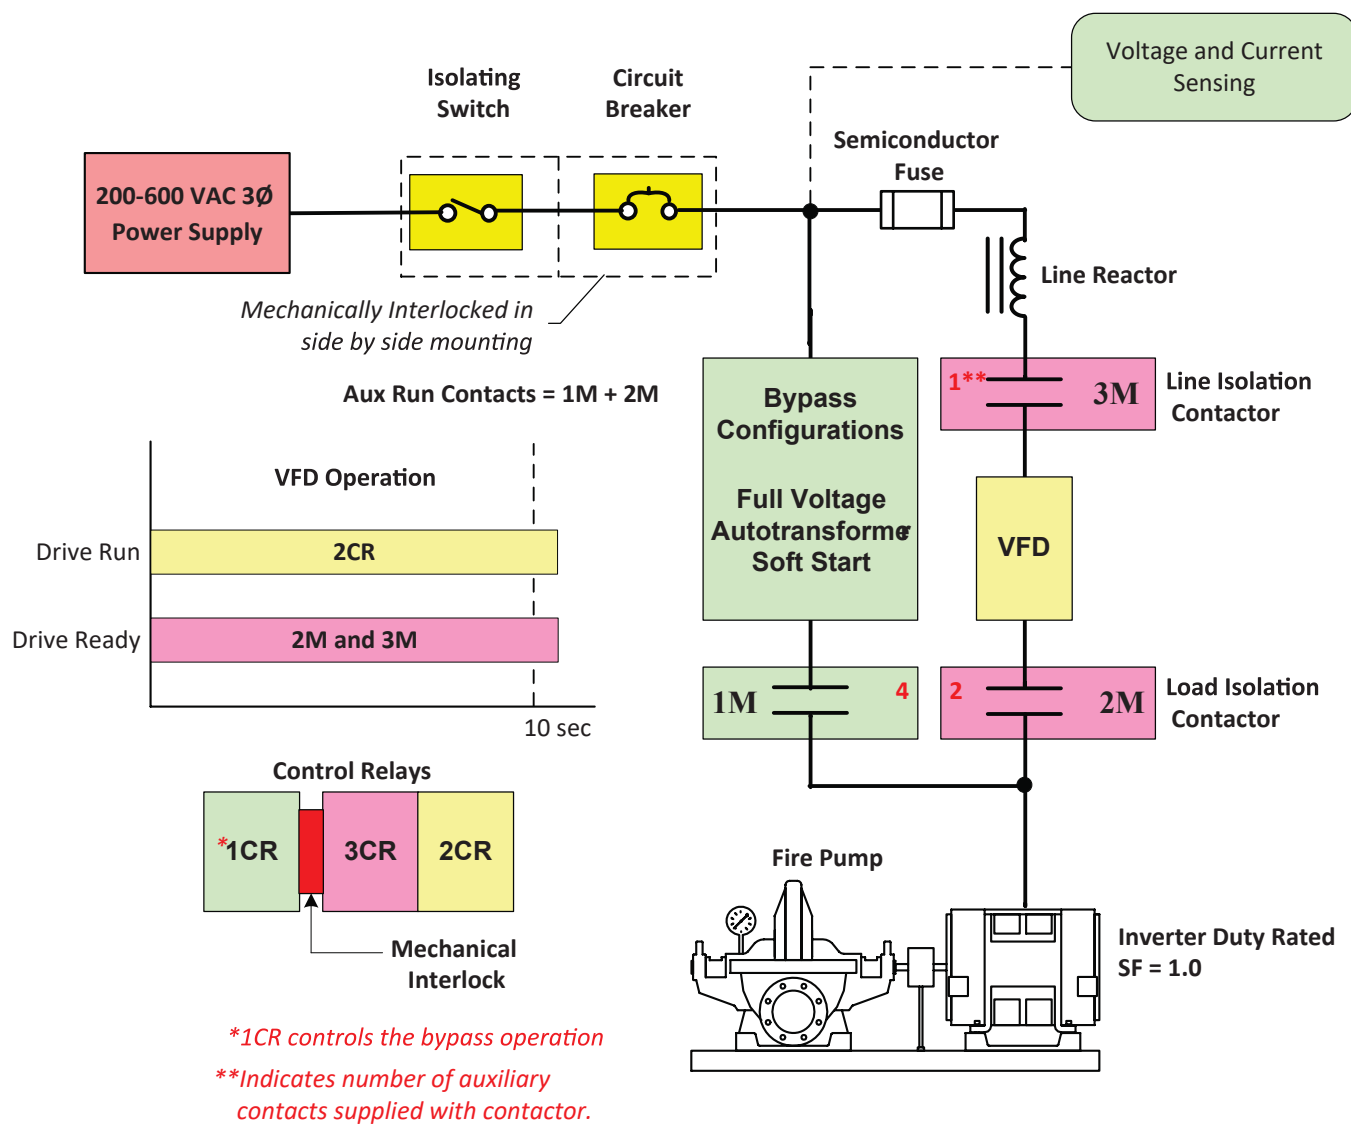 Voltage and Current
Sensing
Isolating
Switch
Circuit
Breaker
Semiconductor
Fuse
200-600 VAC 3Ø
Power Supply
Line Reactor
Mechanically Interlocked in
side by side mounting
Aux Run Contacts = 1M + 2M
Bypass
Configurations
Full Voltage
Autotransformer
Soft Start
1**
3M
Line Isolation
Contactor
VFD Operation
Drive Run
2CR
VFD
Drive Ready
2M and 3M
10 sec
1M
4
2
2M
Load Isolation
Contactor
Control Relays
*1CR
3CR
2CR
Mechanical
Interlock
Fire Pump
Inverter Duty Rated
SF = 1.0
*1CR controls the bypass operation
**Indicates number of auxiliary
contacts supplied with contactor.